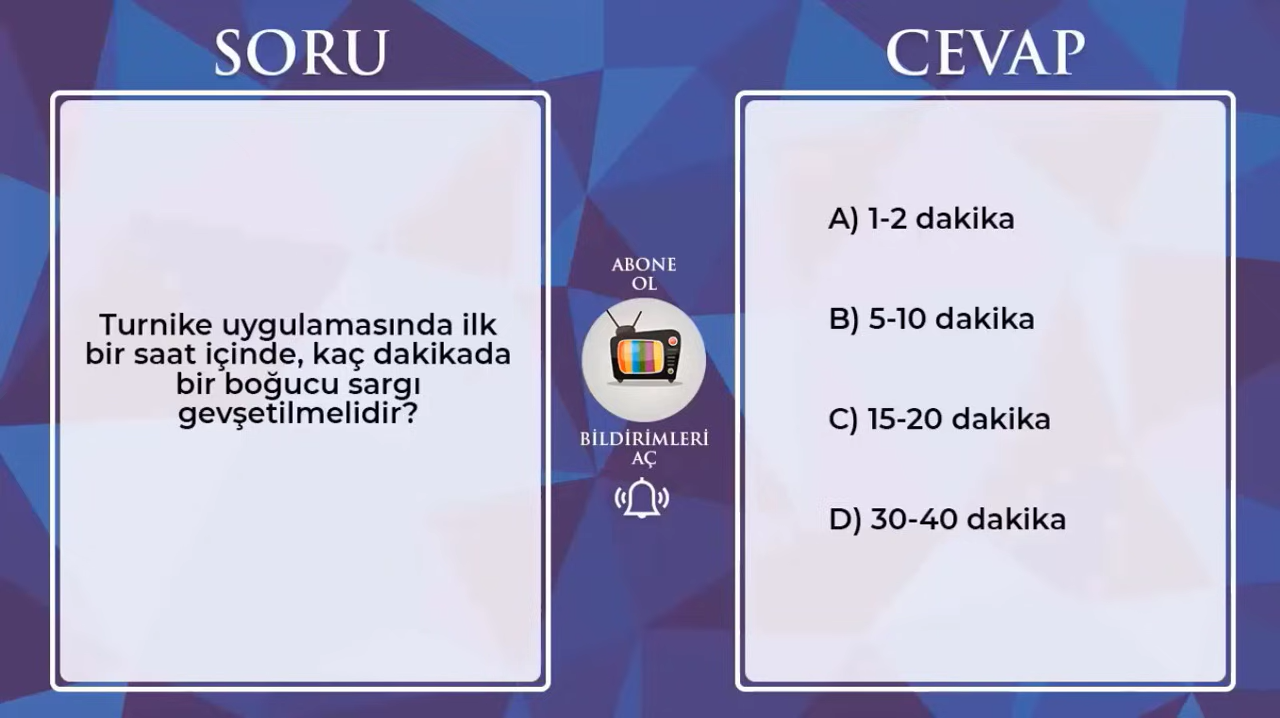 SORU
Turnike uygulamasında ilk
bir saat içinde, kaç dakikada
bir boğucu sargı
gevşetilmelidir?
ABONE
OL
BİLDİRİMLERİ
AÇ
CEVAP
A) 1-2 dakika
B) 5-10 dakika
C) 15-20 dakika
D) 30-40 dakika